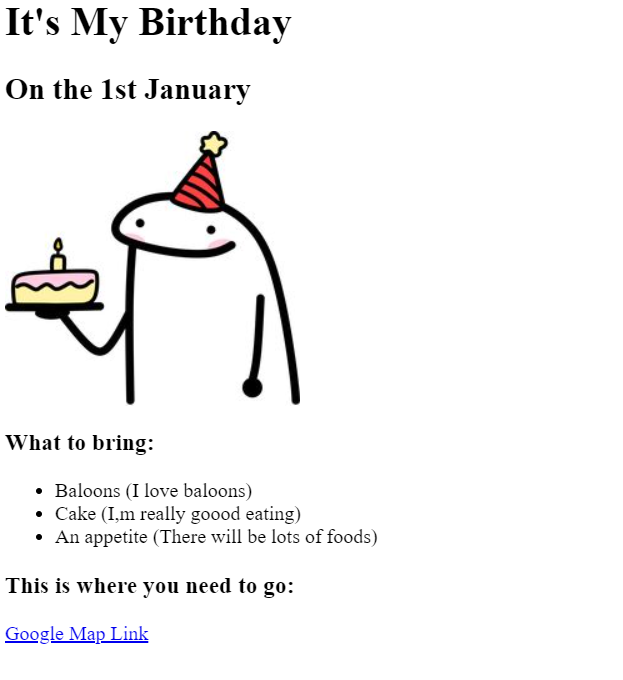 It's My Birthday
On the 1st January
What to bring:
Baloons (I love baloons)
Cake (I,m really goood eating)
An appetite (There will be lots of foods)
This is where you need to go:
Google Map Link